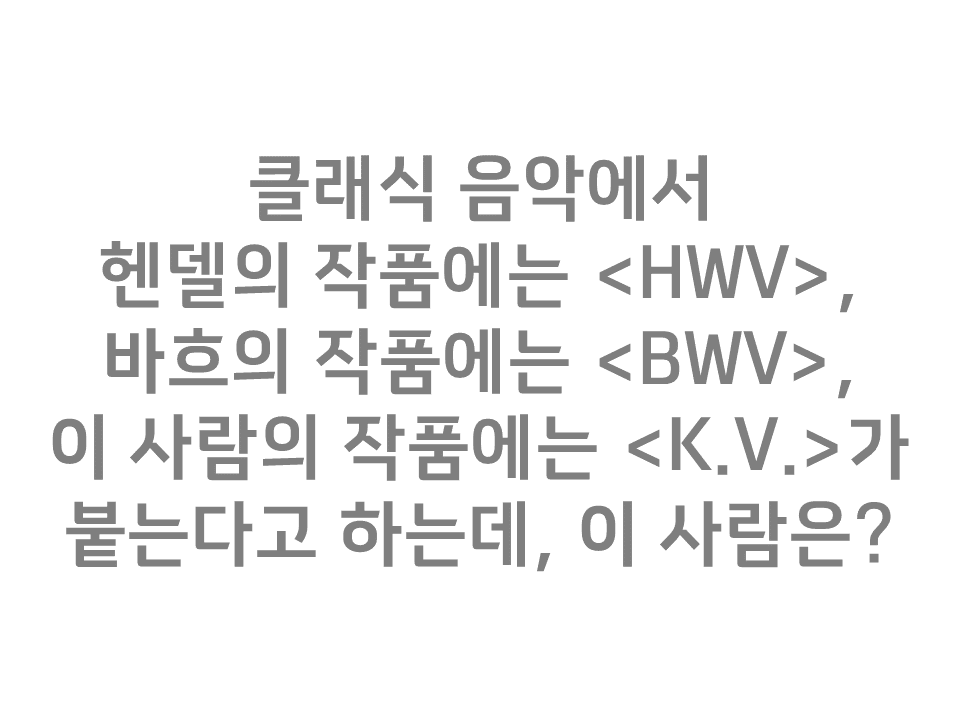 클래식 음악에서
헨델의 작품에는 <HWV>,
바흐의 작품에는 <BWV>,
이 사람의 작품에는 <K.V.>가
붙는다고 하는데, 이 사람은?